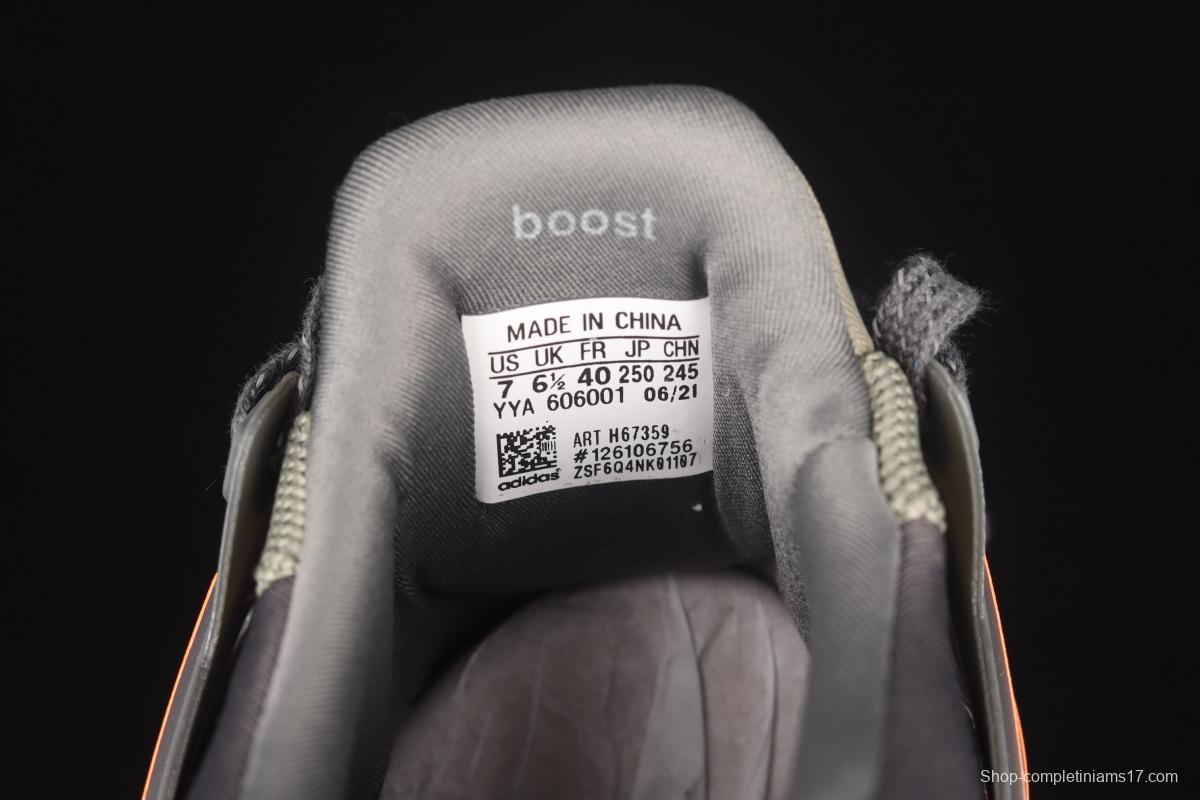 boost
MADE IN CHINA
US UK FR JP CHN
7 6½ 40 250 245
YYA 606001 06/21
ART H67359
#126106756
ZSF6Q4NK01107
adidas
Shop-completiniams17.com